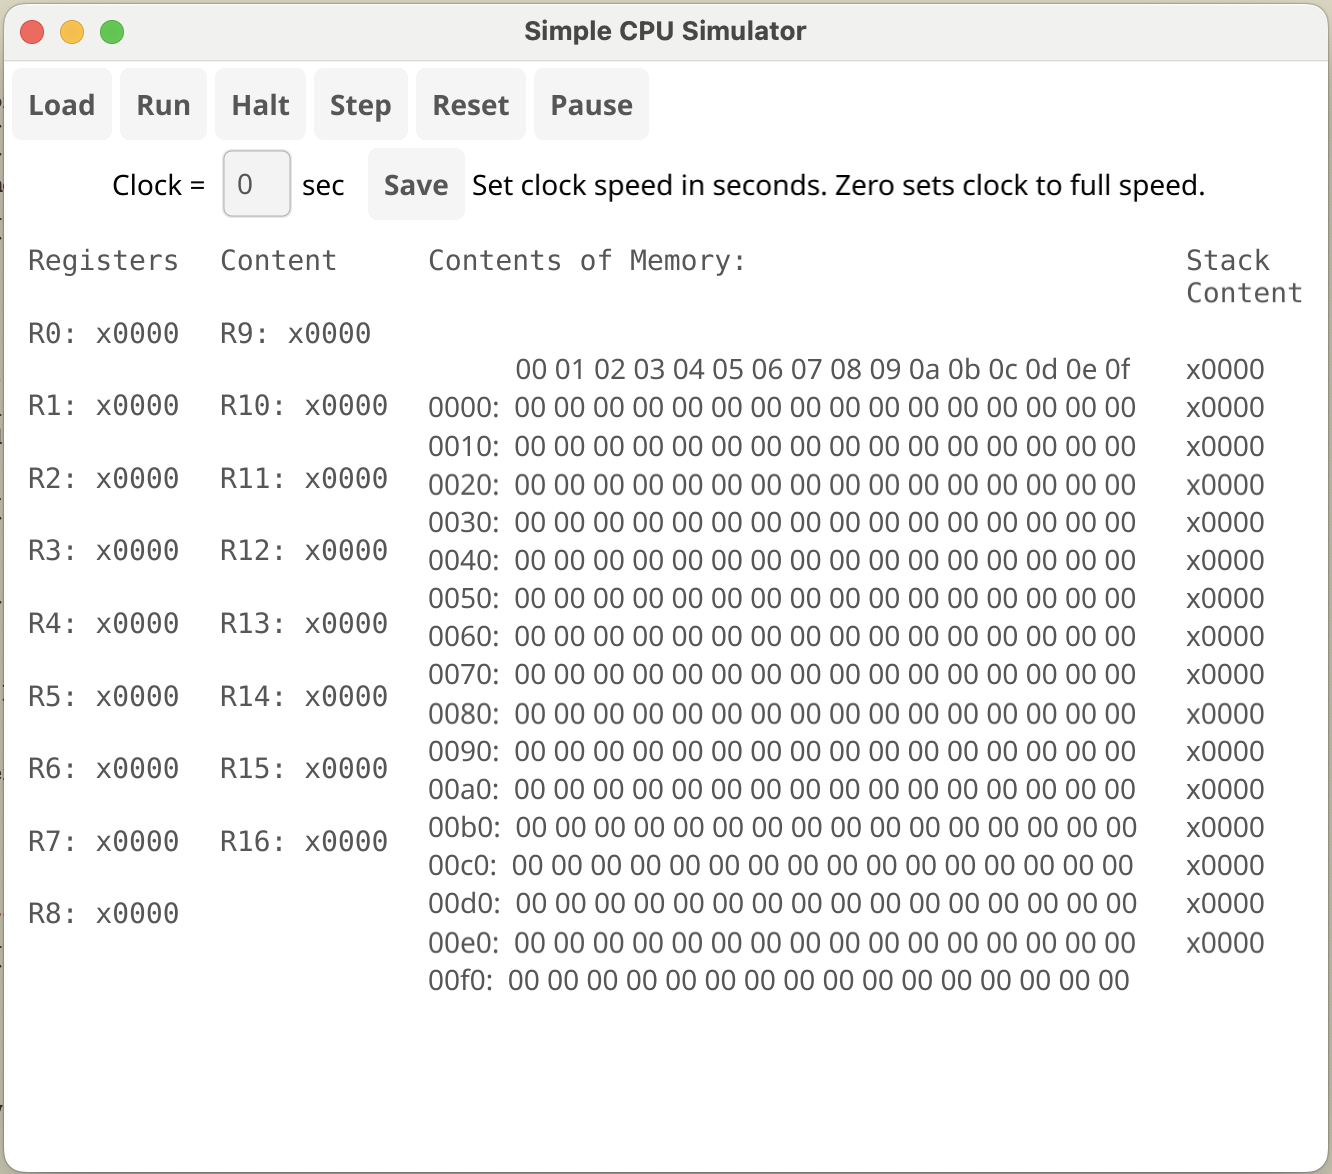 Simple CPU Simulator
Load Run Halt Step Reset Pause
Clock = 0 sec Save Set clock speed in seconds. Zero sets clock to full speed.
Registers Content Contents of Memory: Stack
Content
R0: x0000 R9: x0000
00 01 02 03 04 05 06 07 08 09 0a 0b 0c 0d 0e 0f x0000
R1: x0000 R10: x0000 0000: 00 00 00 00 00 00 00 00 00 00 00 00 00 00 00 00 x0000
0010: 00 00 00 00 00 00 00 00 00 00 00 00 00 00 00 00 x0000
R2: x0000 R11: x0000 0020: 00 00 00 00 00 00 00 00 00 00 00 00 00 00 00 00 x0000
0030: 00 00 00 00 00 00 00 00 00 00 00 00 00 00 00 00 x0000
R3: x0000 R12: x0000 0040: 00 00 00 00 00 00 00 00 00 00 00 00 00 00 00 00 x0000
0050: 00 00 00 00 00 00 00 00 00 00 00 00 00 00 00 00 x0000
R4: x0000 R13: x0000 0060: 00 00 00 00 00 00 00 00 00 00 00 00 00 00 00 00 x0000
0070: 00 00 00 00 00 00 00 00 00 00 00 00 00 00 00 00 x0000
R5: x0000 R14: x0000 0080: 00 00 00 00 00 00 00 00 00 00 00 00 00 00 00 00 x0000
0090: 00 00 00 00 00 00 00 00 00 00 00 00 00 00 00 00 x0000
R6: x0000 R15: x0000 00a0: 00 00 00 00 00 00 00 00 00 00 00 00 00 00 00 00 x0000
00b0: 00 00 00 00 00 00 00 00 00 00 00 00 00 00 00 00 x0000
R7: x0000 R16: x0000 00c0: 00 00 00 00 00 00 00 00 00 00 00 00 00 00 00 00 x0000
00d0: 00 00 00 00 00 00 00 00 00 00 00 00 00 00 00 00 x0000
R8: x0000 00e0: 00 00 00 00 00 00 00 00 00 00 00 00 00 00 00 00 x0000
00f0: 00 00 00 00 00 00 00 00 00 00 00 00 00 00 00 00